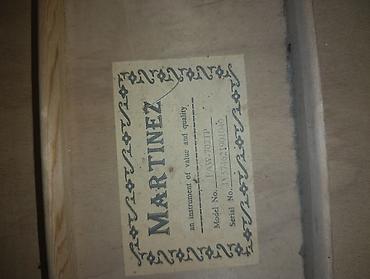 MARTINEZ
an instrument of value and quality
Model No.
Serial No.